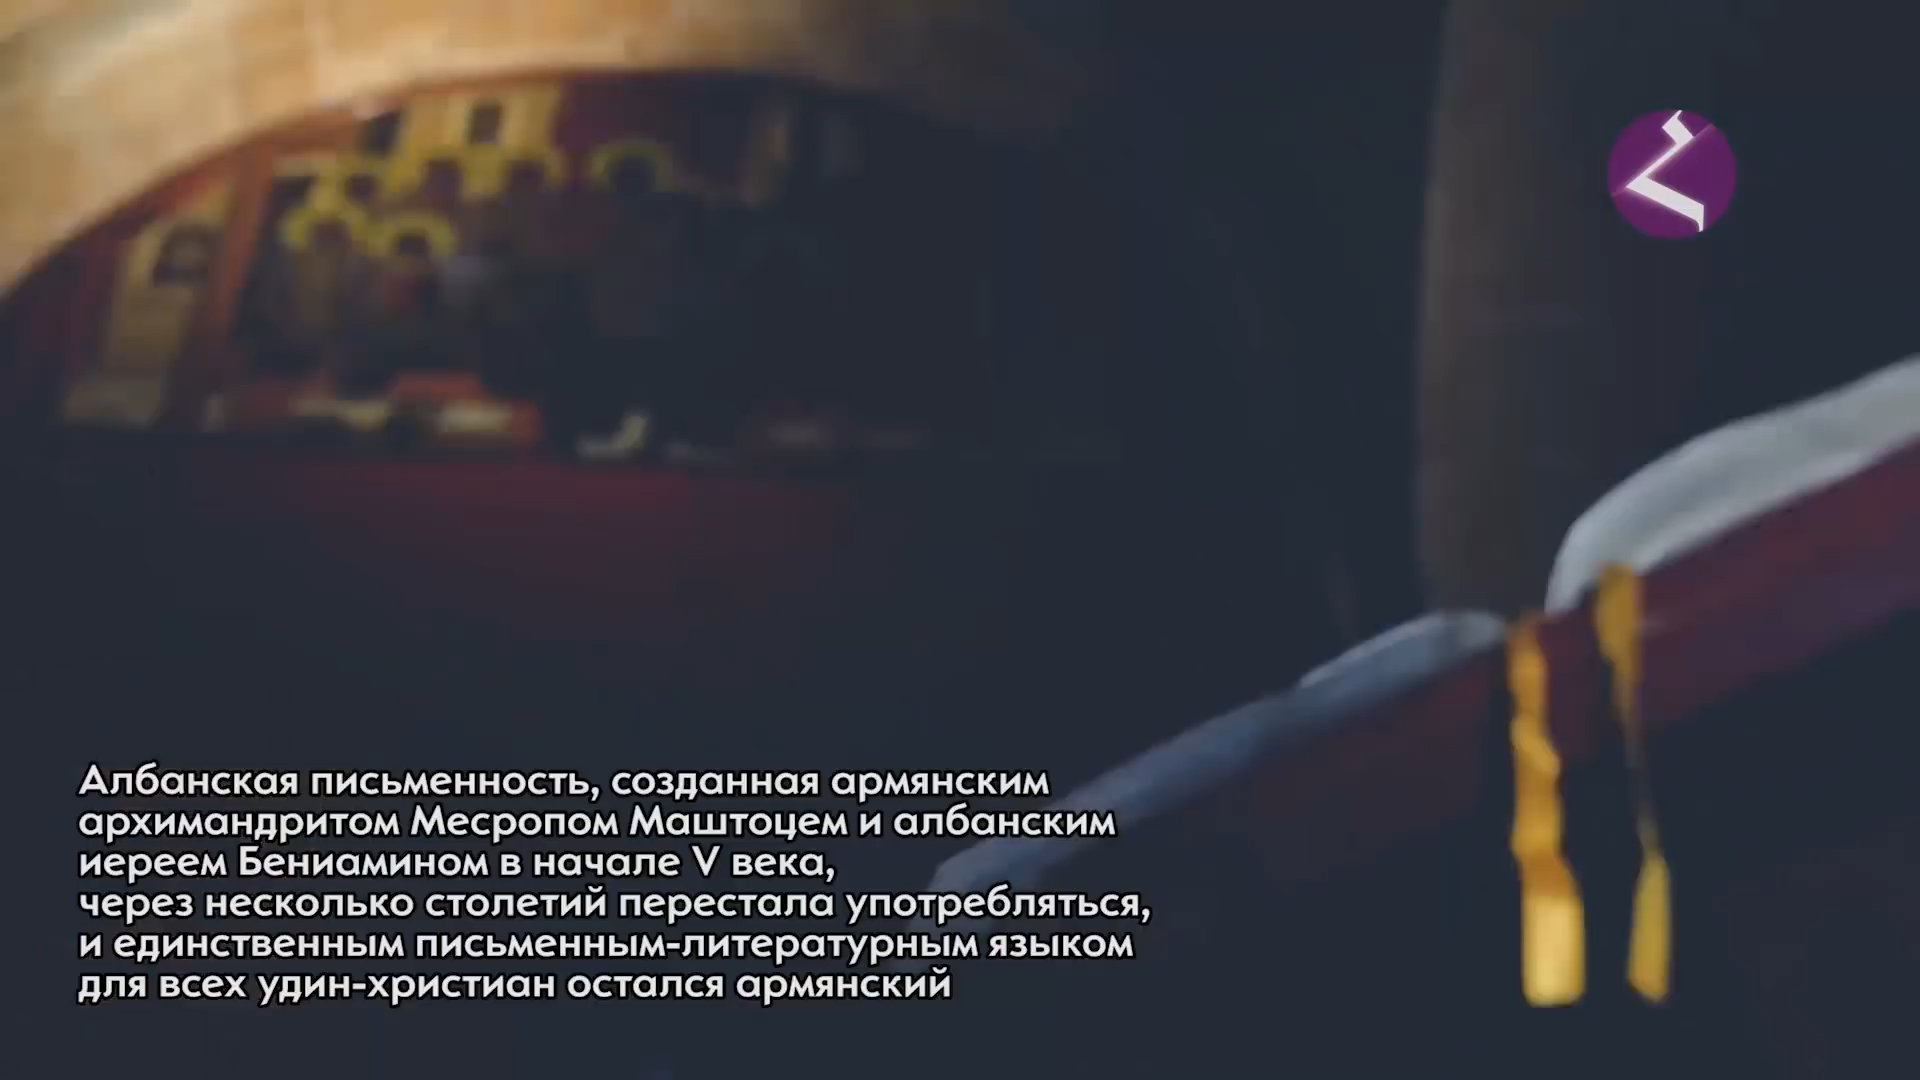 Албанская письменность, созданная армянским
архимандритом Месропом Маштоцем и албанским
иереем Бениамином в начале V века,
через несколько столетий перестала употребляться,
и единственным письменным-литературным языком
для всех удин-христиан остался армянский